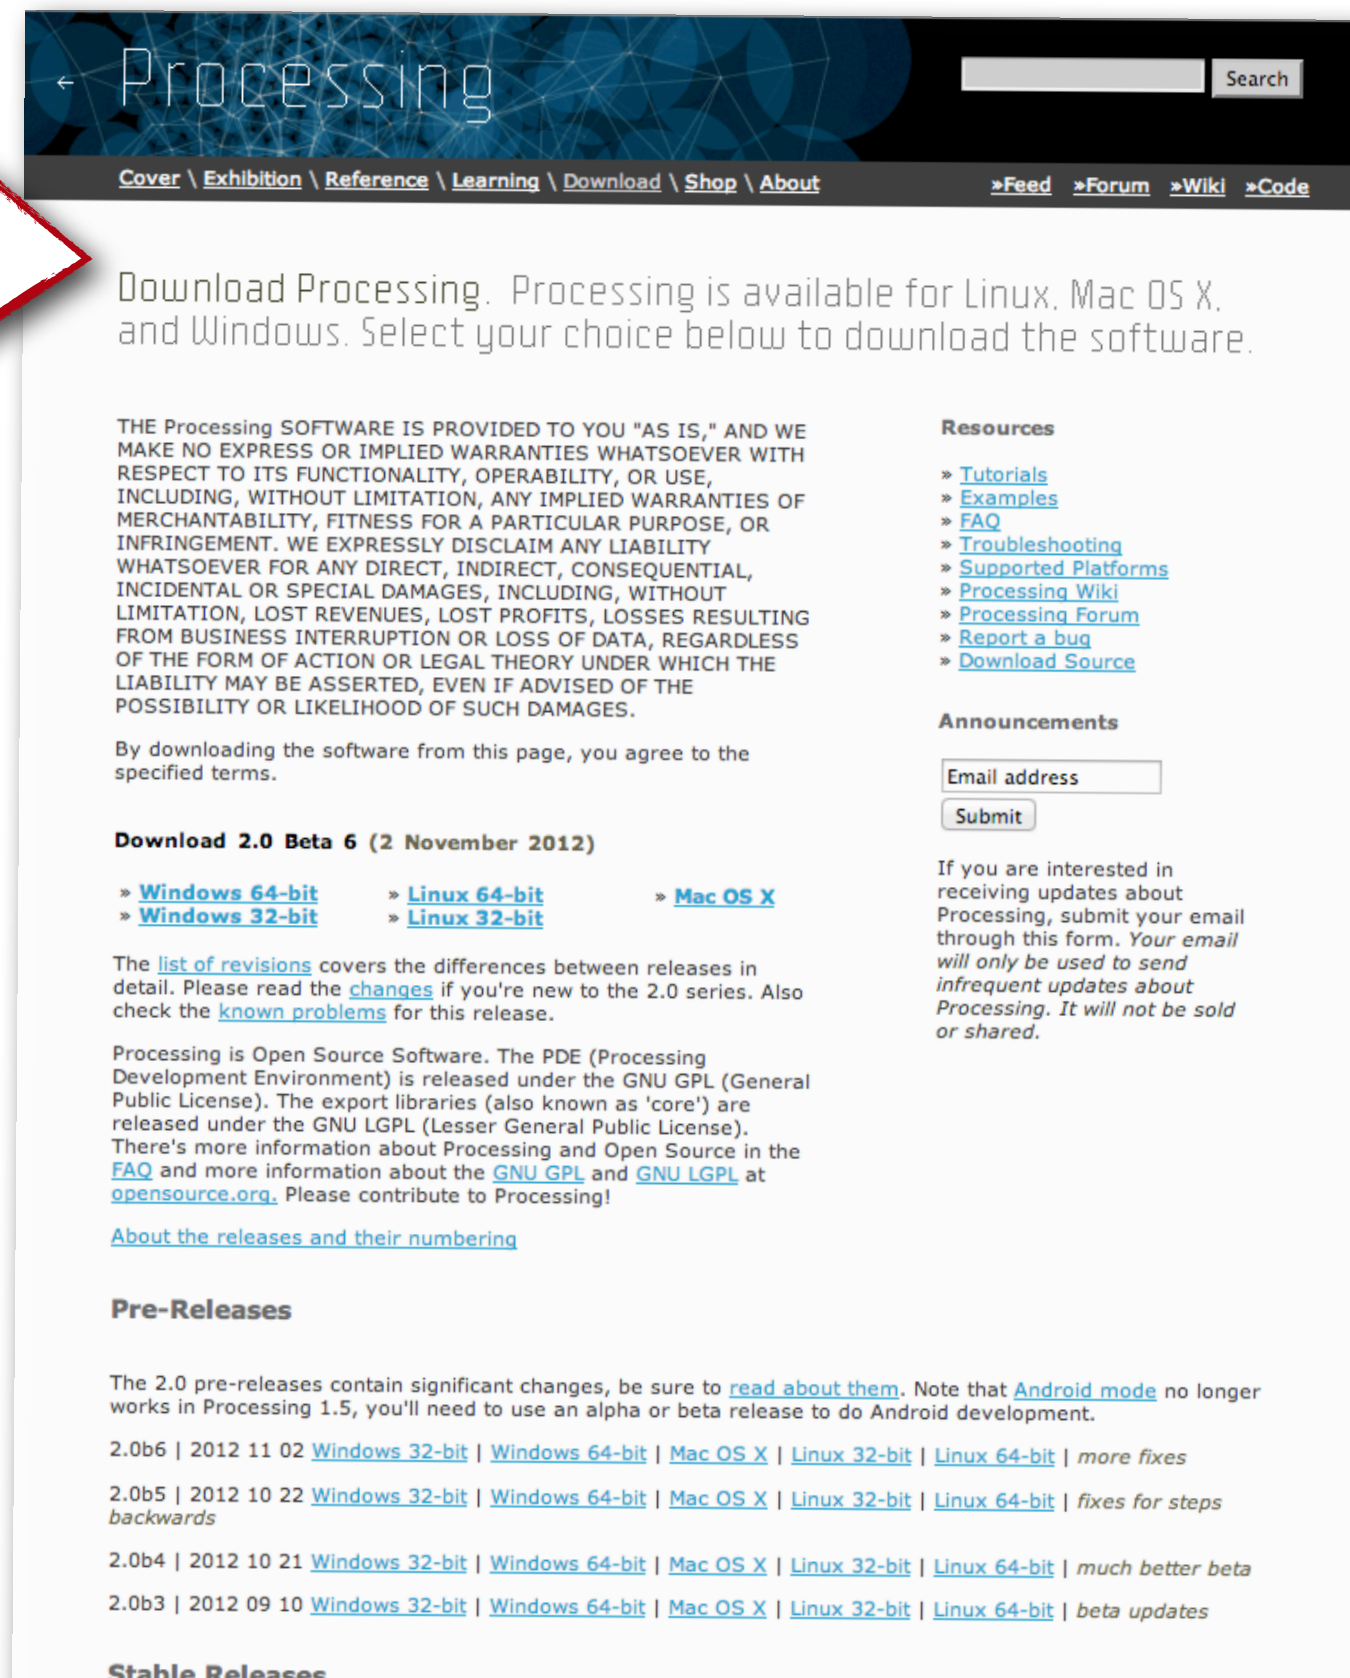 ← Processing
Search
Cover \ Exhibition \ Reference \ Learning \ Download \ Shop \ About
»Feed »Forum »Wiki »Code
Download Processing. Processing is available for Linux, Mac OS X,
and Windows. Select your choice below to download the software.
THE Processing SOFTWARE IS PROVIDED TO YOU "AS IS," AND WE
MAKE NO EXPRESS OR IMPLIED WARRANTIES WHATSOEVER WITH
RESPECT TO ITS FUNCTIONALITY, OPERABILITY, OR USE,
INCLUDING, WITHOUT LIMITATION, ANY IMPLIED WARRANTIES OF
MERCHANTABILITY, FITNESS FOR A PARTICULAR PURPOSE, OR
INFRINGEMENT. WE EXPRESSLY DISCLAIM ANY LIABILITY
WHATSOEVER FOR ANY DIRECT, INDIRECT, CONSEQUENTIAL,
INCIDENTAL OR SPECIAL DAMAGES, INCLUDING, WITHOUT
LIMITATION, LOST REVENUES, LOST PROFITS, LOSSES RESULTING
FROM BUSINESS INTERRUPTION OR LOSS OF DATA, REGARDLESS
OF THE FORM OF ACTION OR LEGAL THEORY UNDER WHICH THE
LIABILITY MAY BE ASSERTED, EVEN IF ADVISED OF THE
POSSIBILITY OR LIKELIHOOD OF SUCH DAMAGES.
By downloading the software from this page, you agree to the
specified terms.
Download 2.0 Beta 6 (2 November 2012)
» Windows 64-bit » Linux 64-bit » Mac OS X
» Windows 32-bit » Linux 32-bit
The list of revisions covers the differences between releases in
detail. Please read the changes if you're new to the 2.0 series. Also
check the known problems for this release.
Processing is Open Source Software. The PDE (Processing
Development Environment) is released under the GNU GPL (General
Public License). The export libraries (also known as 'core') are
released under the GNU LGPL (Lesser General Public License).
There's more information about Processing and Open Source in the
FAQ and more information about the GNU GPL and GNU LGPL at
opensource.org. Please contribute to Processing!
About the releases and their numbering
Resources
» Tutorials
» Examples
» FAQ
» Troubleshooting
» Supported Platforms
» Processing Wiki
» Processing Forum
» Report a bug
» Download Source
Announcements
Email address
Submit
If you are interested in
receiving updates about
Processing, submit your email
through this form. Your email
will only be used to send
infrequent updates about
Processing. It will not be sold
or shared.
Pre-Releases
The 2.0 pre-releases contain significant changes, be sure to read about them. Note that Android mode no longer
works in Processing 1.5, you'll need to use an alpha or beta release to do Android development.
2.0b6 | 2012 11 02 Windows 32-bit | Windows 64-bit | Mac OS X | Linux 32-bit | Linux 64-bit | more fixes
2.0b5 | 2012 10 22 Windows 32-bit | Windows 64-bit | Mac OS X | Linux 32-bit | Linux 64-bit | fixes for steps
backwards
2.0b4 | 2012 10 21 Windows 32-bit | Windows 64-bit | Mac OS X | Linux 32-bit | Linux 64-bit | much better beta
2.0b3 | 2012 09 10 Windows 32-bit | Windows 64-bit | Mac OS X | Linux 32-bit | Linux 64-bit | beta updates
Stable Releases